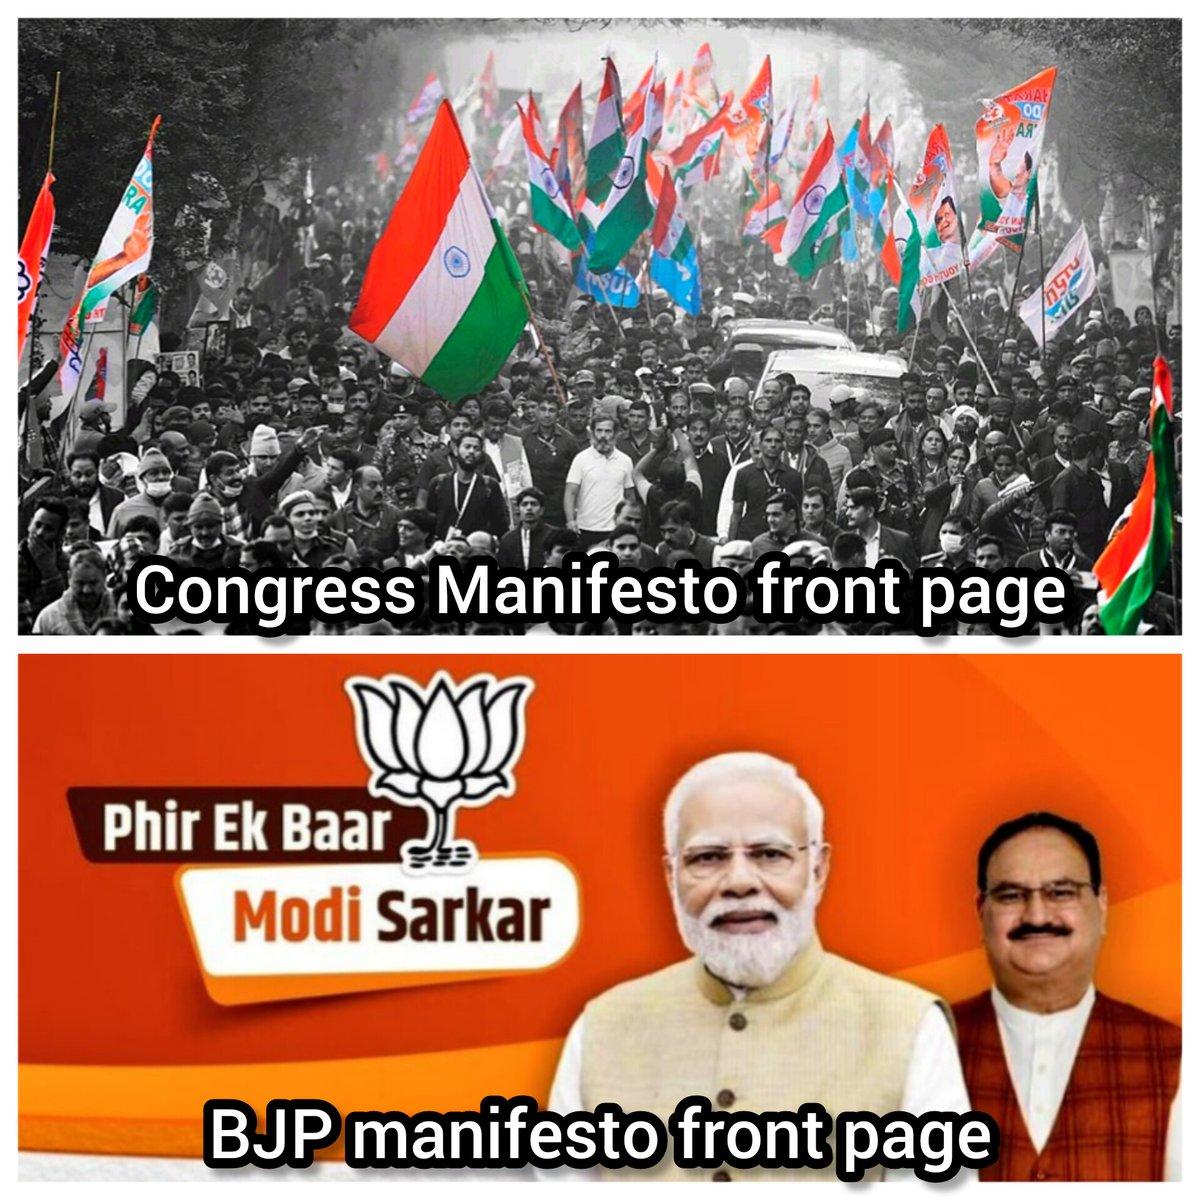 Congress Manifesto front page
Phir Ek Baar
Modi Sarkar
BJP manifesto front page